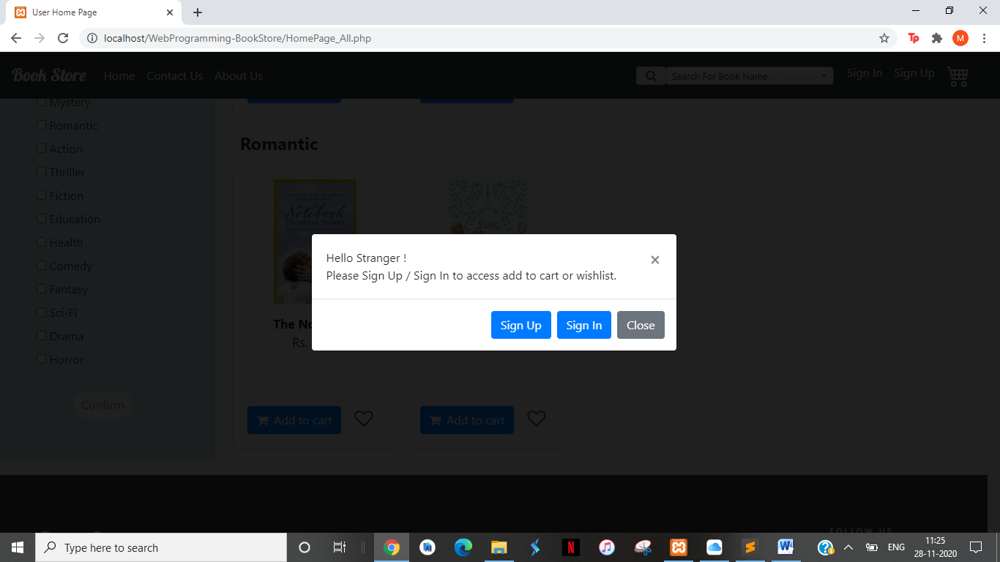 User Home Page
localhost/WebProgramming-BookStore/HomePage_All.php
M
Book Store Home Contact Us About Us Search For Book Name Sign In Sign Up
Mystery
Romantic
Action
Thriller
Fiction
Education
Health
Comedy
Fantasy
Sci-Fi
Drama
Horror
Confirm
Romantic
Notebook
Hello Stranger !
Please Sign Up / Sign In to access add to cart or wishlist.
Sign Up Sign In Close
The
Rs.
Add to cart Add to cart
FOLLOW US
Type here to search
ENG
11:25
28-11-2020